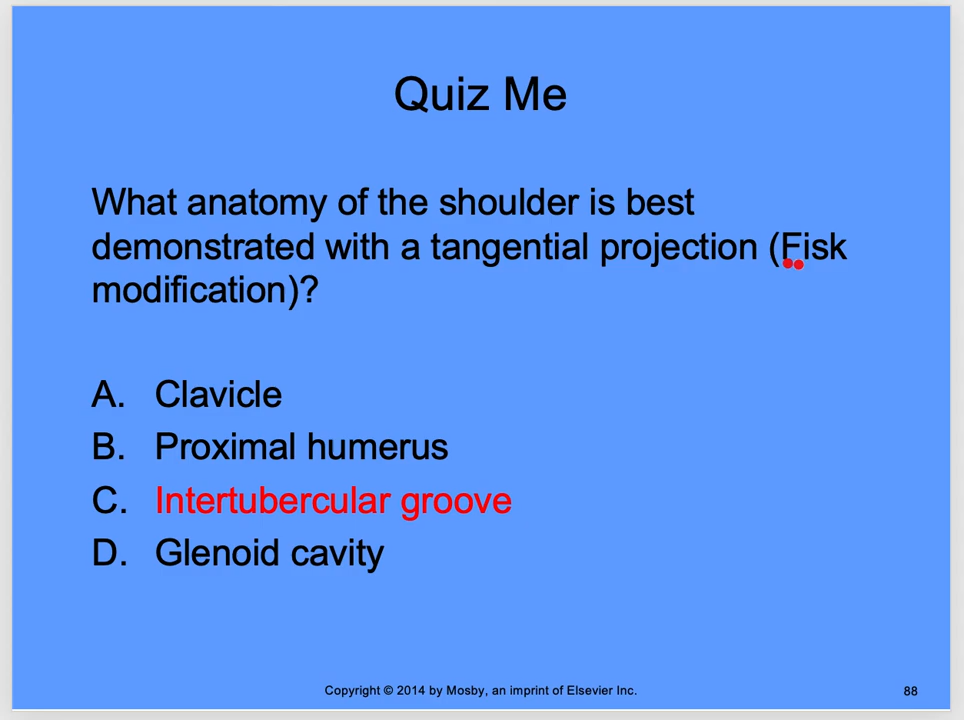 Quiz Me
What anatomy of the shoulder is best
demonstrated with a tangential projection (Fisk
modification)?
A. Clavicle
B. Proximal humerus
C. Intertubercular groove
D. Glenoid cavity
Copyright © 2014 by Mosby, an imprint of Elsevier Inc.
88